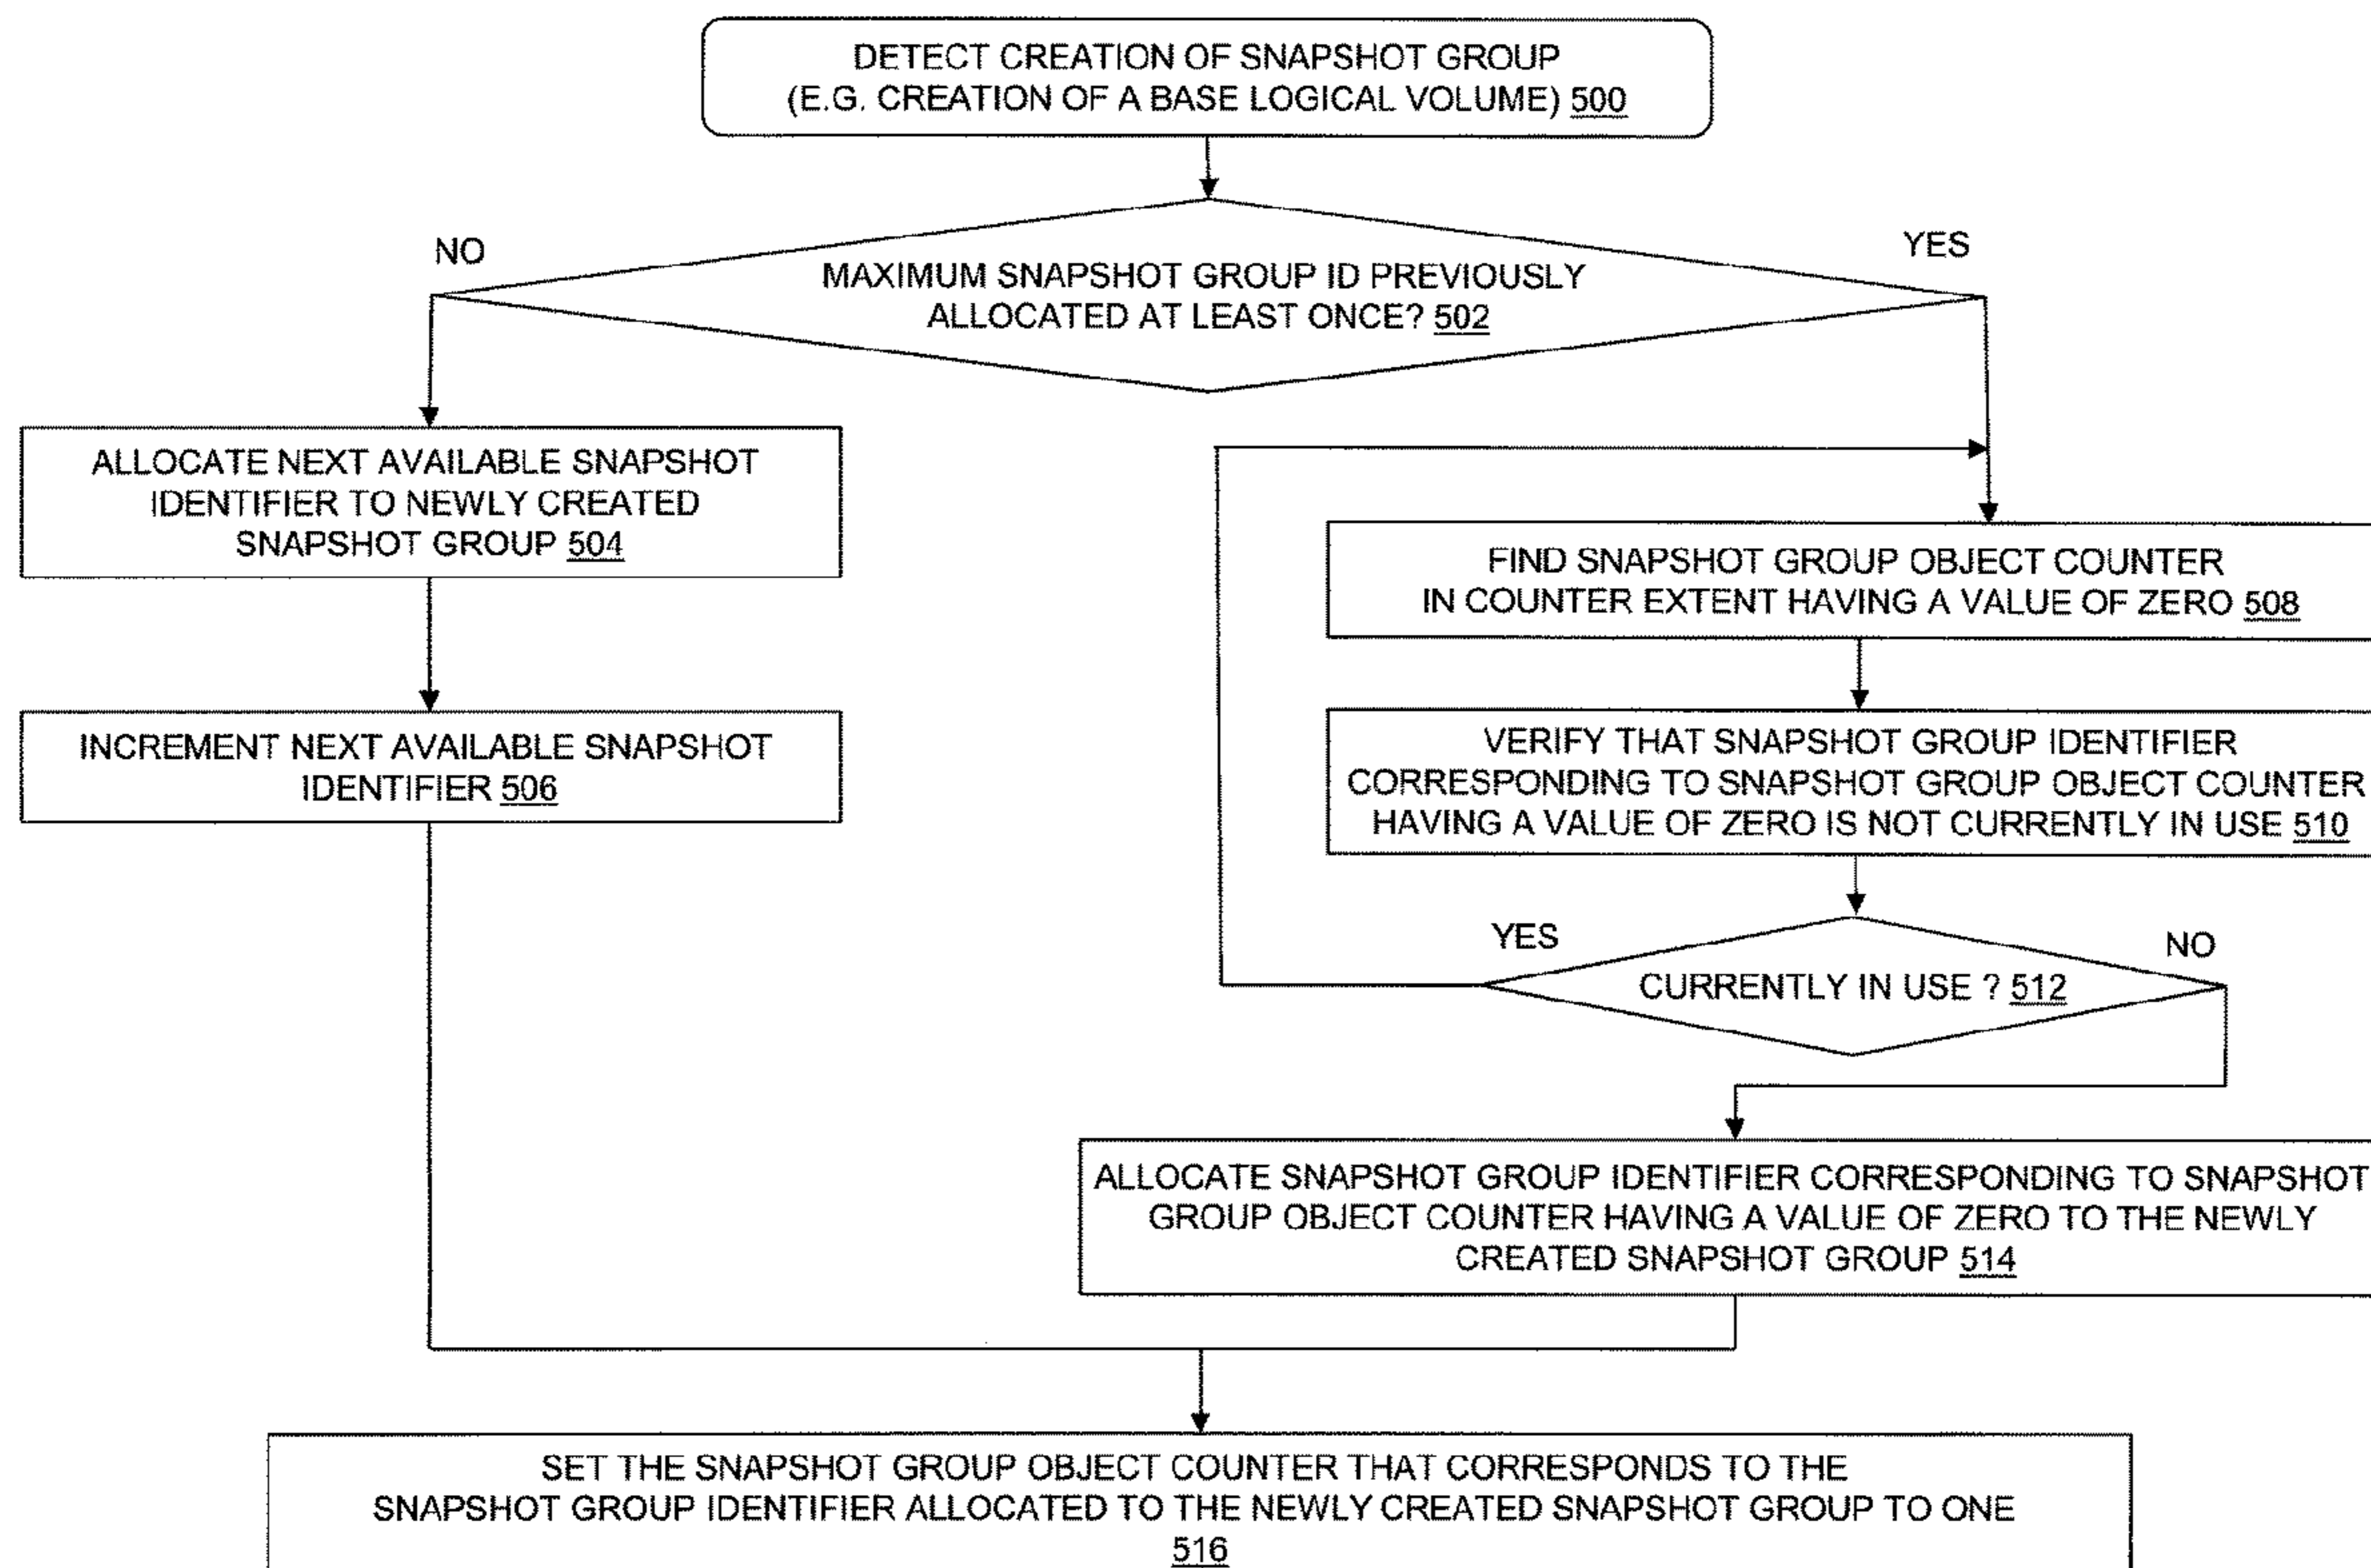 DETECT CREATION OF SNAPSHOT GROUP
(E.G. CREATION OF A BASE LOGICAL VOLUME) 500
NO
YES
MAXIMUM SNAPSHOT GROUP ID PREVIOUSLY
ALLOCATED AT LEAST ONCE? 502
ALLOCATE NEXT AVAILABLE SNAPSHOT
IDENTIFIER TO NEWLY CREATED
SNAPSHOT GROUP 504
INCREMENT NEXT AVAILABLE SNAPSHOT
IDENTIFIER 506
FIND SNAPSHOT GROUP OBJECT COUNTER
IN COUNTER EXTENT HAVING A VALUE OF ZERO 508
VERIFY THAT SNAPSHOT GROUP IDENTIFIER
CORRESPONDING TO SNAPSHOT GROUP OBJECT COUNTER
HAVING A VALUE OF ZERO IS NOT CURRENTLY IN USE 510
YES
NO
CURRENTLY IN USE ? 512
ALLOCATE SNAPSHOT GROUP IDENTIFIER CORRESPONDING TO SNAPSHOT
GROUP OBJECT COUNTER HAVING A VALUE OF ZERO TO THE NEWLY
CREATED SNAPSHOT GROUP 514
SET THE SNAPSHOT GROUP OBJECT COUNTER THAT CORRESPONDS TO THE
SNAPSHOT GROUP IDENTIFIER ALLOCATED TO THE NEWLY CREATED SNAPSHOT GROUP TO ONE
516